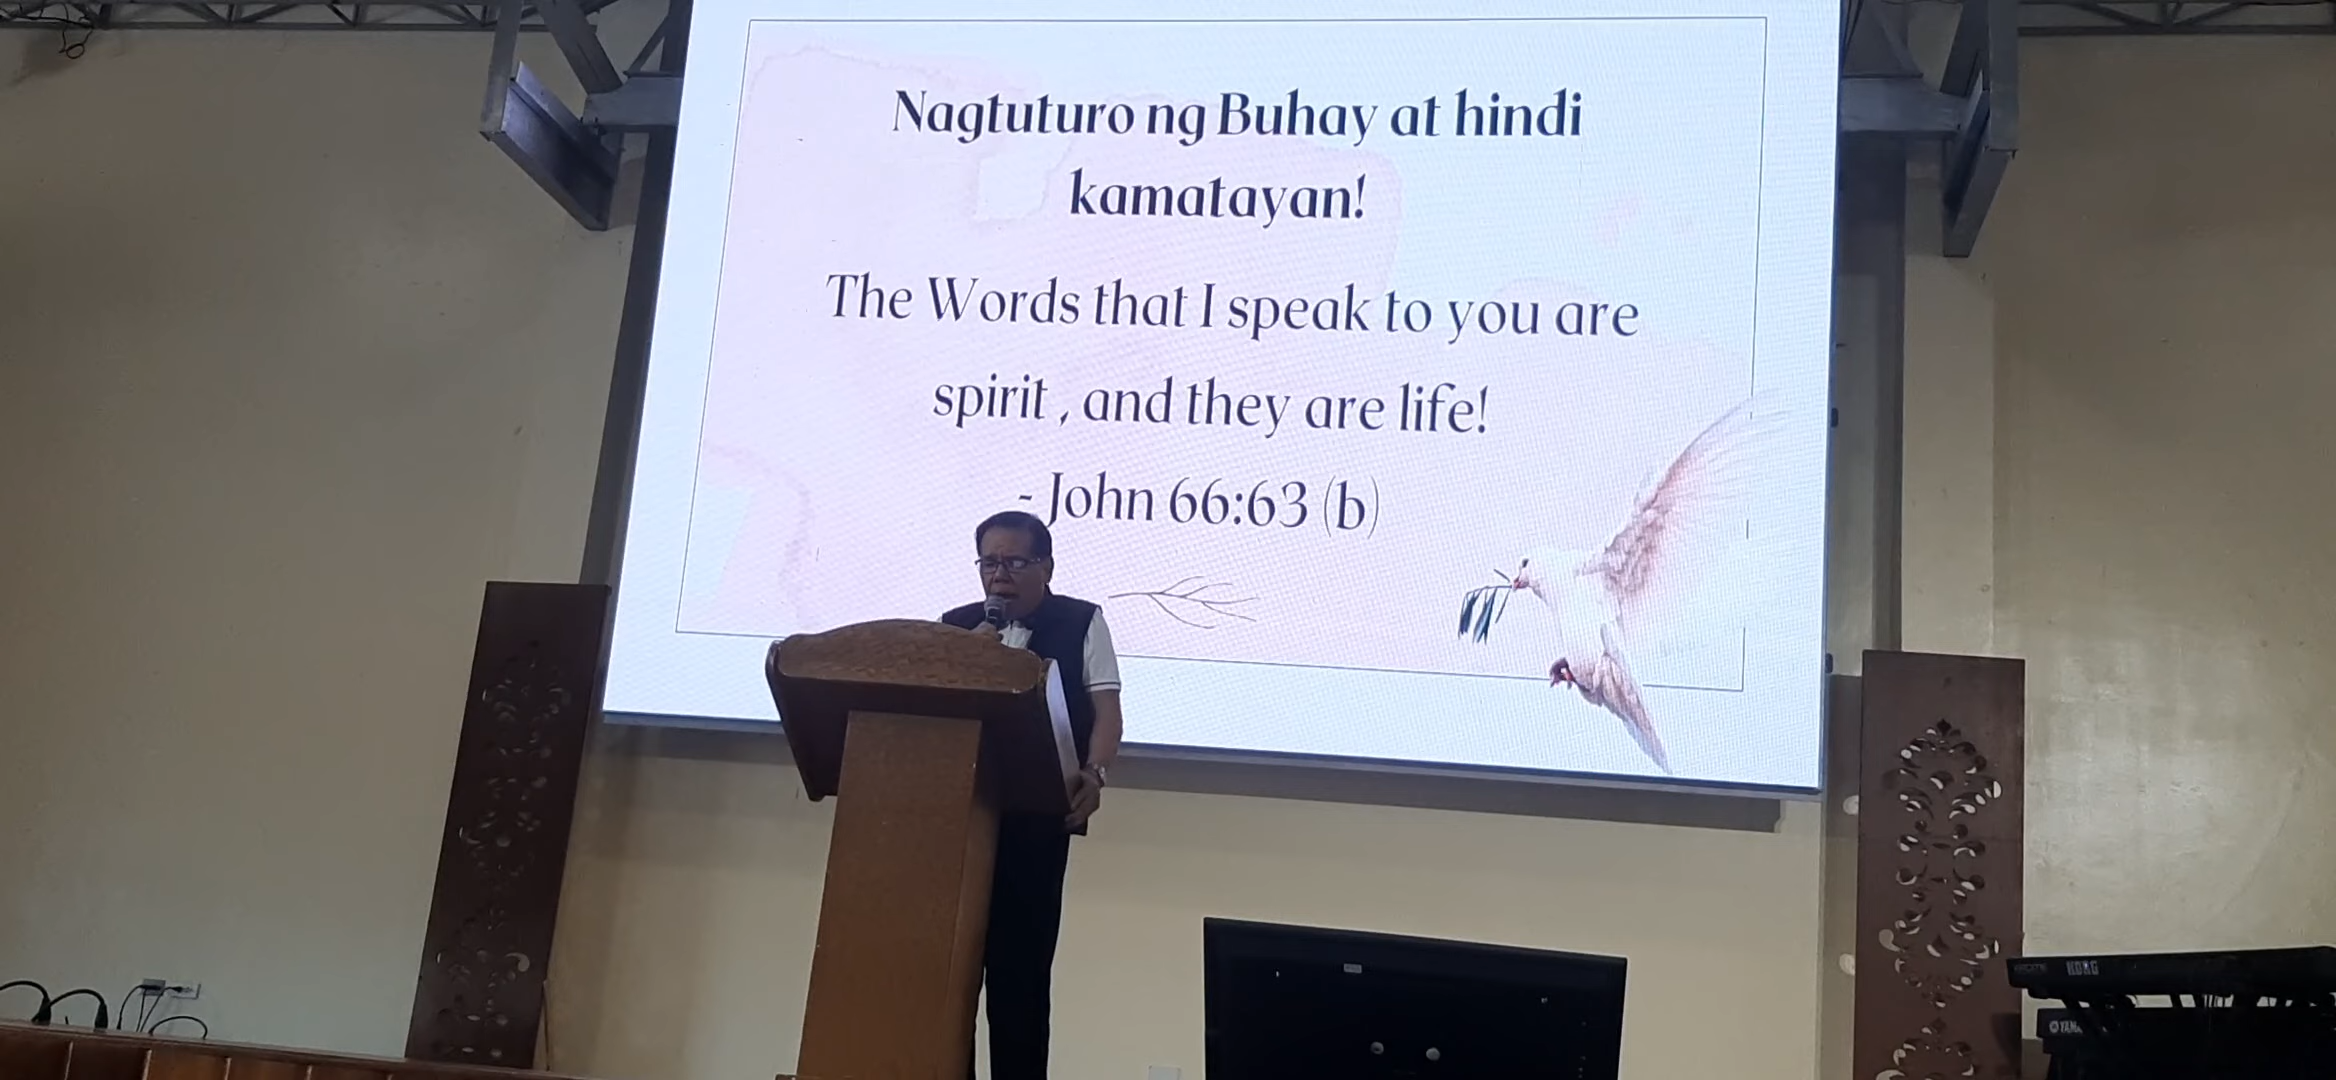 Nagtuturo ng Buhay at hindi
kamatayan!
The Words that I speak to you are
spirit , and they are life!
- John 66:63 (b)
KORG